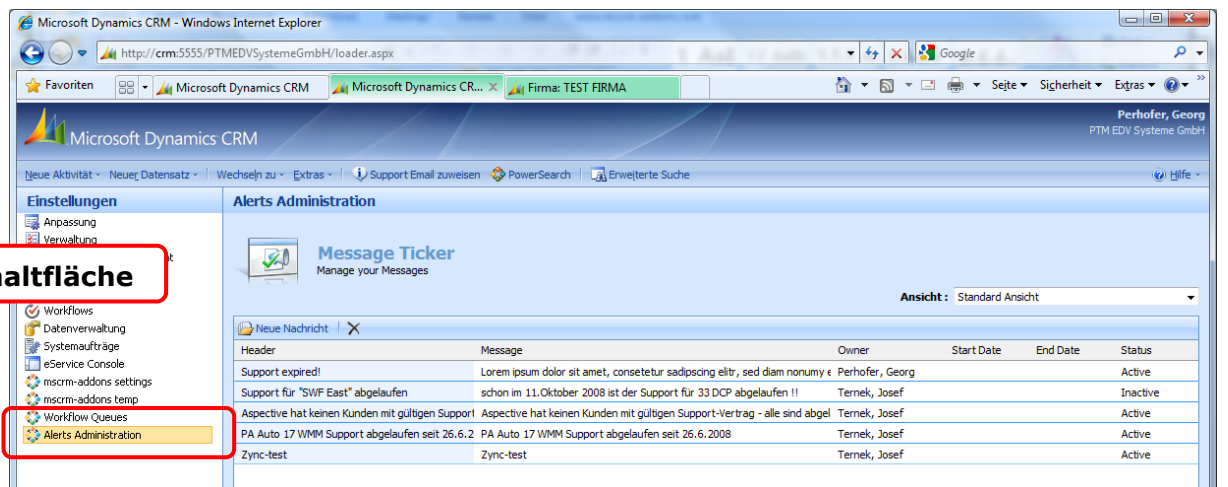 Microsoft Dynamics CRM - Windows Internet Explorer
http://crm:5555/PTMEDVSystemeGmbH/loader.aspx
Google
Favoriten
Microsoft Dynamics CRM
Microsoft Dynamics CR...
Firma: TEST FIRMA
Seite
Sicherheit
Extras
Microsoft Dynamics CRM
Perhofer, Georg
PTM EDV Systeme GmbH
Neue Aktivität
Neuer Datensatz
Wechseln zu
Extras
Support Email zuweisen
PowerSearch
Erweiterte Suche
Hilfe
Einstellungen
Anpassung
Verwaltung
altfläche
Workflows
Datenverwaltung
Systemaufträge
eService Console
mscrm-addons settings
mscrm-addons temp
Workflow Queues
Alerts Administration
Alerts Administration
Message Ticker
Manage your Messages
Ansicht : Standard Ansicht
Neue Nachricht
Header Message Owner Start Date End Date Status
Support expired! Lorem ipsum dolor sit amet, consetetur sadipscing elitr, sed diam nonumy e Perhofer, Georg Active
Support für "SWF East" abgelaufen schon im 11.Oktober 2008 ist der Support für 33 DCP abgelaufen !! Ternek, Josef Inactive
Aspective hat keinen Kunden mit gültigen Support Aspective hat keinen Kunden mit gültigen Support-Vertrag - alle sind abgel Ternek, Josef Active
PA Auto 17 WMM Support abgelaufen seit 26.6.2 PA Auto 17 WMM Support abgelaufen seit 26.6.2008 Ternek, Josef Active
Zync-test Zync-test Ternek, Josef Active